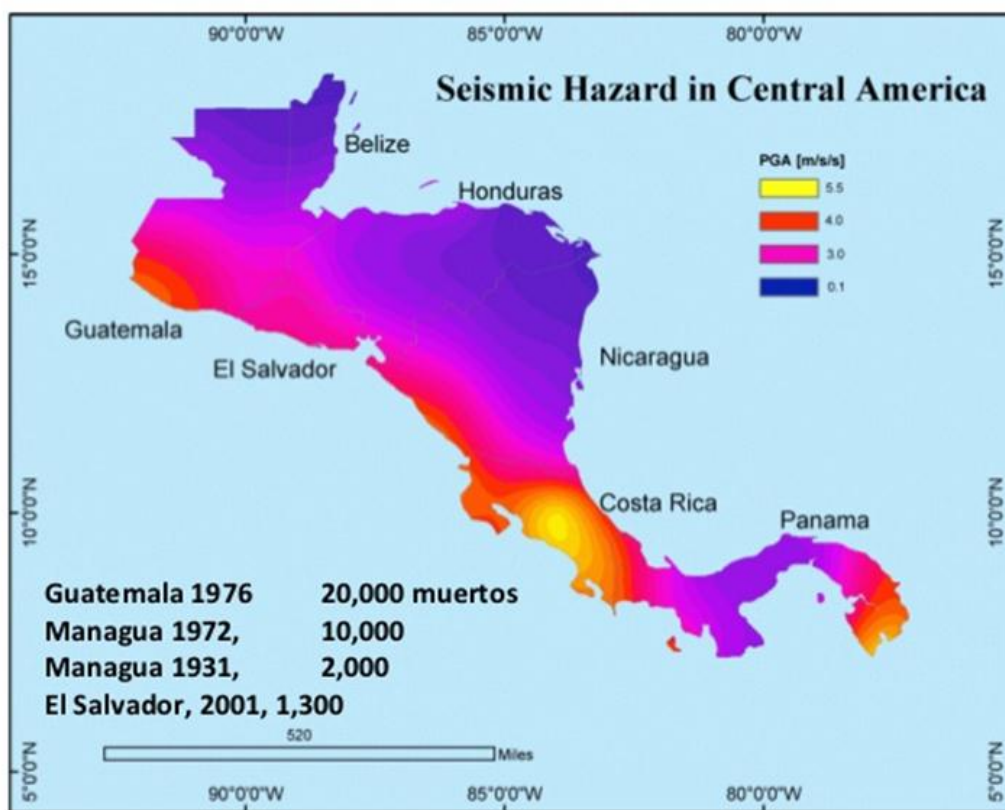 90°0'0"W 85°0'0"W 80°0'0"W
Seismic Hazard in Central America
Belize
PGA [m/s/s]
5.5
4.0
3.0
0.1
Honduras
15°0'0"N 15°0'0"N
Guatemala
El Salvador
Nicaragua
10°0'0"N 10°0'0"N
Costa Rica
Panama
Guatemala 1976 20,000 muertos
Managua 1972, 10,000
Managua 1931, 2,000
El Salvador, 2001, 1,300
520
Miles
5°0'0"N 5°0'0"N
90°0'0"W 85°0'0"W 80°0'0"W